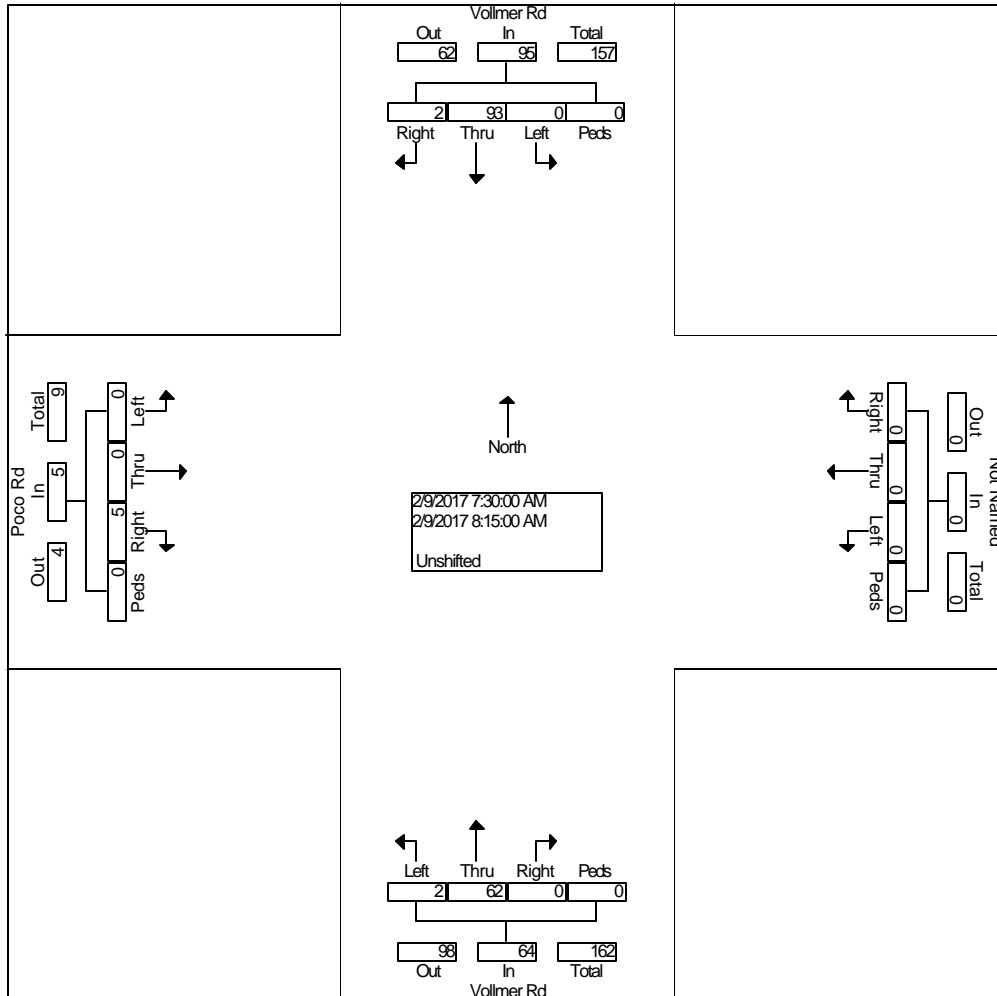 Vollmer Rd
Out In Total
62 95 157
2 93 0 0
Right Thru Left Peds
Poco Rd
Total In Out
9 5 4
0 0 5 0
Left Thru Right Peds
North
2/9/2017 7:30:00 AM
2/9/2017 8:15:00 AM
Unshifted
Right Thru Left Peds
0 0 0 0
Out In Total
0 0 0
Not Named
Left Thru Right Peds
2 62 0 0
98 64 162
Out In Total
Vollmer Rd